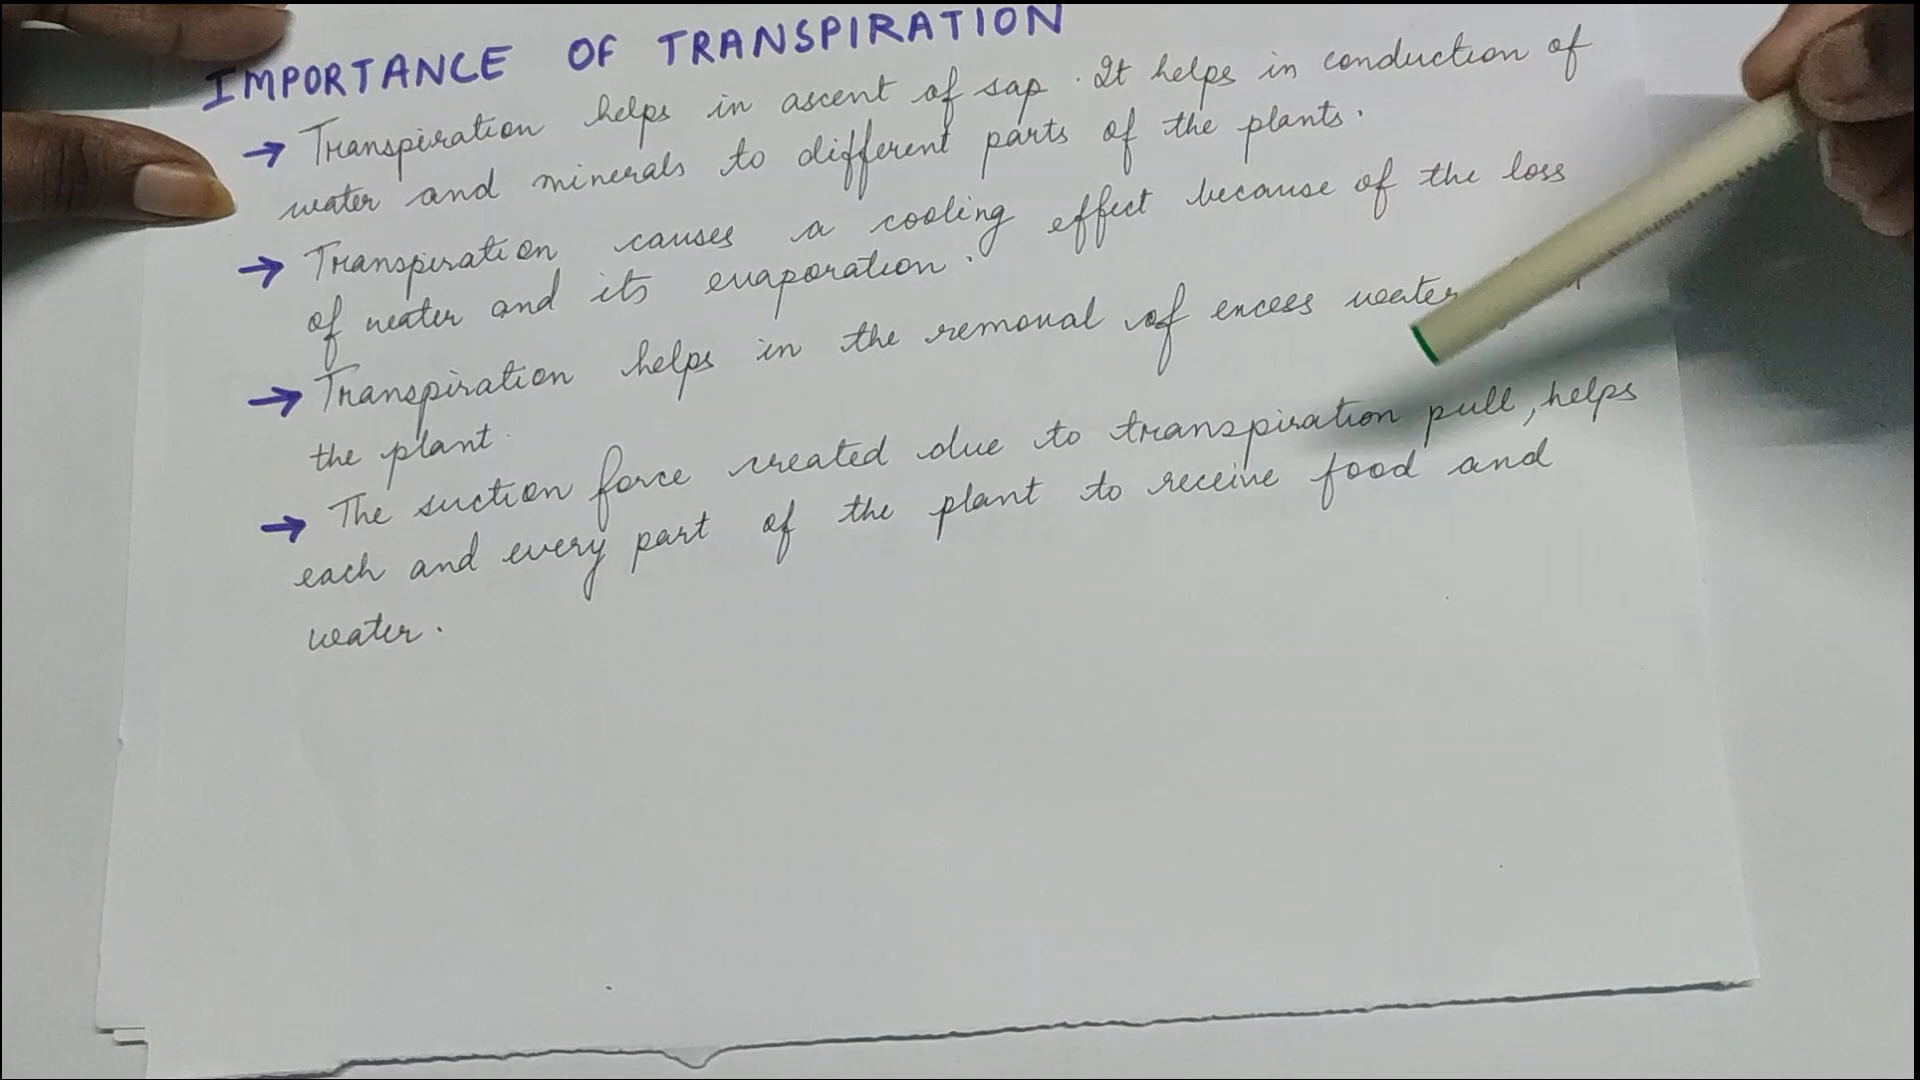 IMPORTANCE OF TRANSPIRATION
→ Transpiration helps in ascent of sap. It helps in conduction of
water and minerals to different parts of the plants.
→ Transpiration causes a cooling effect because of the loss
of water and its evaporation.
→ Transpiration helps in the removal of excess water
the plant.
→ The suction force created due to transpiration pull, helps
each and every part of the plant to receive food and
water.